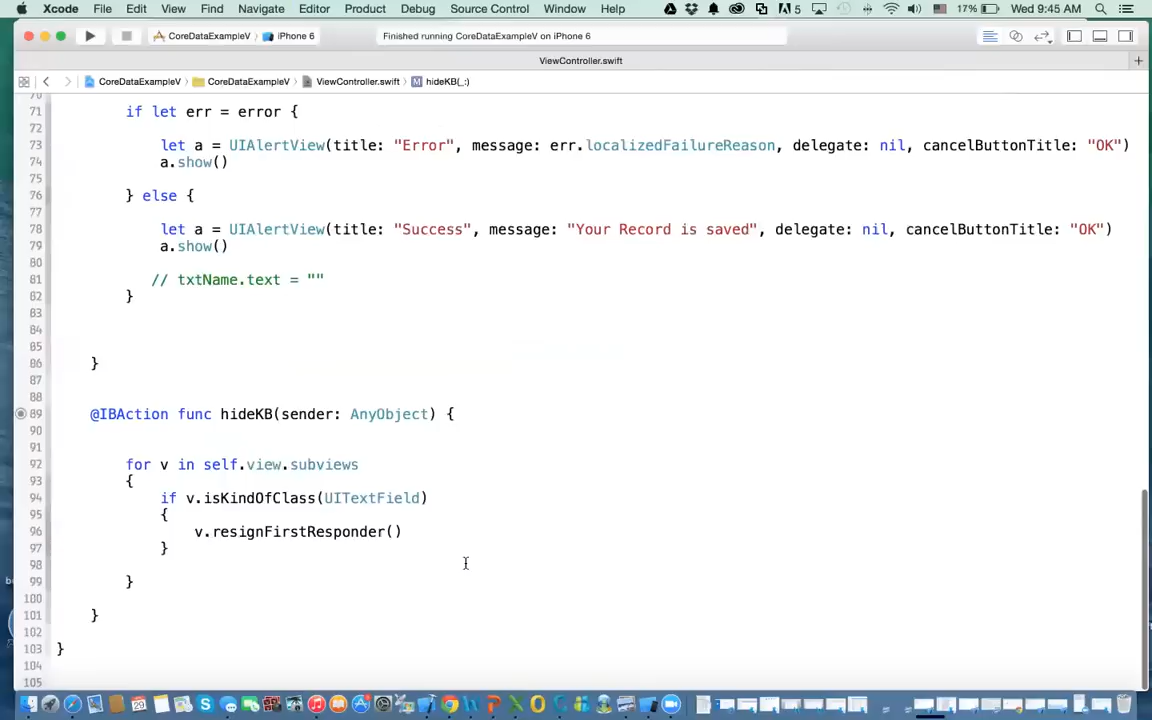 Xcode File Edit View Find Navigate Editor Product Debug Source Control Window Help 5 17% Wed 9:45 AM
CoreDataExampleV iPhone 6 Finished running CoreDataExampleV on iPhone 6
ViewController.swift
CoreDataExampleV CoreDataExampleV ViewController.swift M hideKB(_:)
70
71 if let err = error {
72
73 let a = UIAlertView(title: "Error", message: err.localizedFailureReason, delegate: nil, cancelButtonTitle: "OK")
74 a.show()
75
76 } else {
77
78 let a = UIAlertView(title: "Success", message: "Your Record is saved", delegate: nil, cancelButtonTitle: "OK")
79 a.show()
80
81 // txtName.text = ""
82 }
83
84
85
86 }
87
88
89 @IBAction func hideKB(sender: AnyObject) {
90
91
92 for v in self.view.subviews
93 {
94 if v.isKindOfClass(UITextField)
95 {
96 v.resignFirstResponder()
97 }
98
99 }
100
101 }
102
103 }
104
105